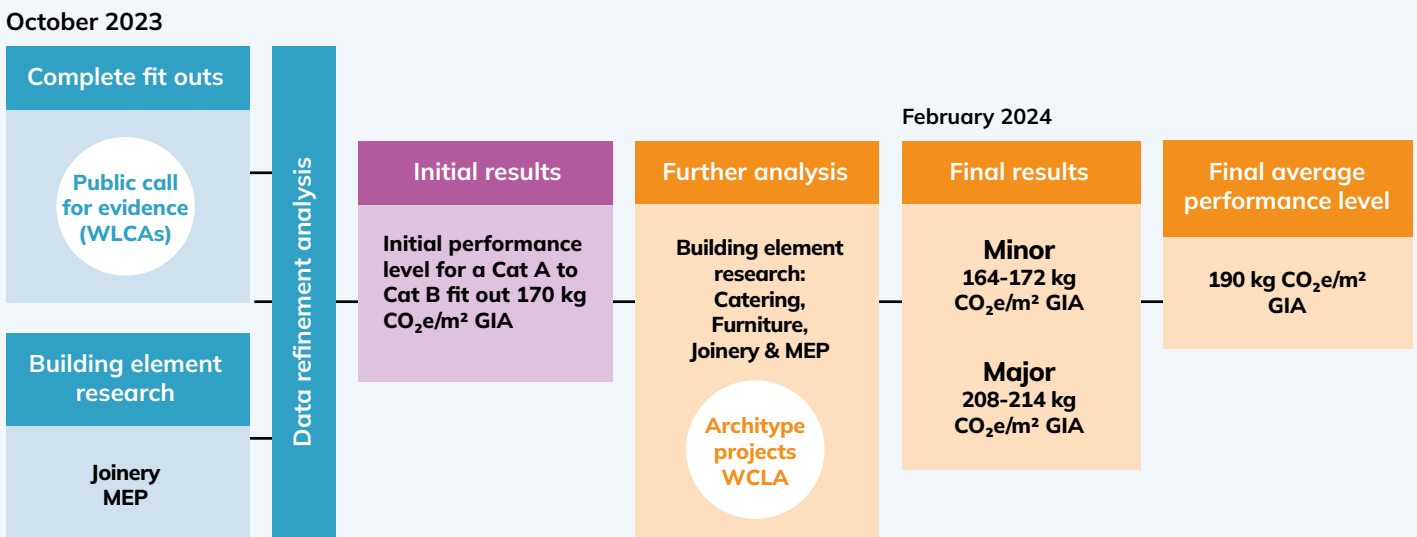 October 2023
Complete fit outs
Public call
for evidence
(WLCAs)
Building element
research
Joinery
MEP
Data refinement analysis
Initial results
Initial performance
level for a Cat A to
Cat B fit out 170 kg
CO₂e/m² GIA
Further analysis
Building element
research:
Catering,
Furniture,
Joinery & MEP
Architype
projects
WCLA
February 2024
Final results
Minor
164-172 kg
CO₂e/m² GIA
Major
208-214 kg
CO₂e/m² GIA
Final average
performance level
190 kg CO₂e/m²
GIA